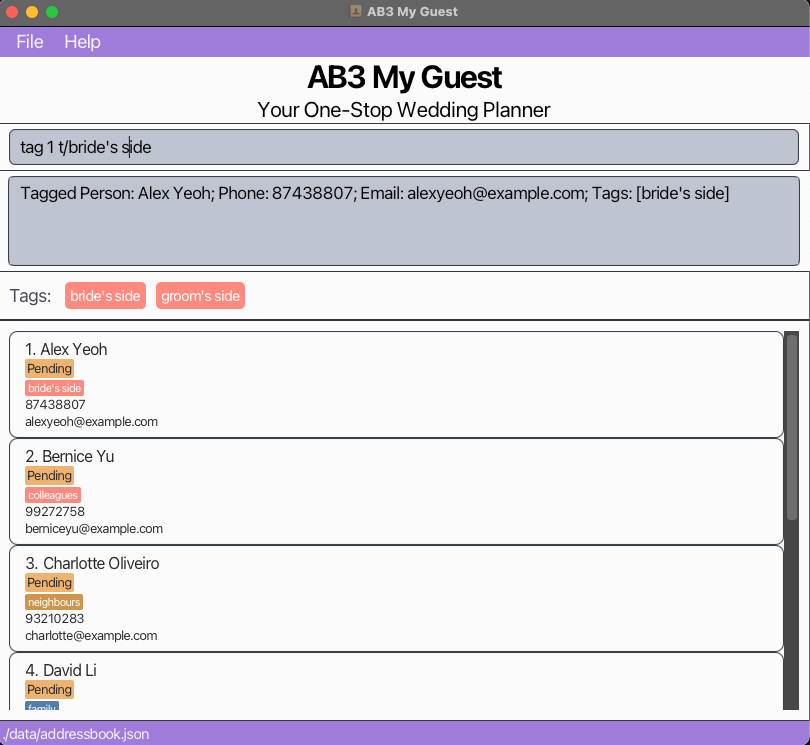 AB3 My Guest
File Help
AB3 My Guest
Your One-Stop Wedding Planner
tag 1 t/bride's side
Tagged Person: Alex Yeoh; Phone: 87438807; Email: alexyeoh@example.com; Tags: [bride's side]
Tags: bride's side groom's side
1. Alex Yeoh
Pending
bride's side
87438807
alexyeoh@example.com
2. Bernice Yu
Pending
colleagues
99272758
berniceyu@example.com
3. Charlotte Oliveiro
Pending
neighbours
93210283
charlotte@example.com
4. David Li
Pending
family
./data/addressbook.json